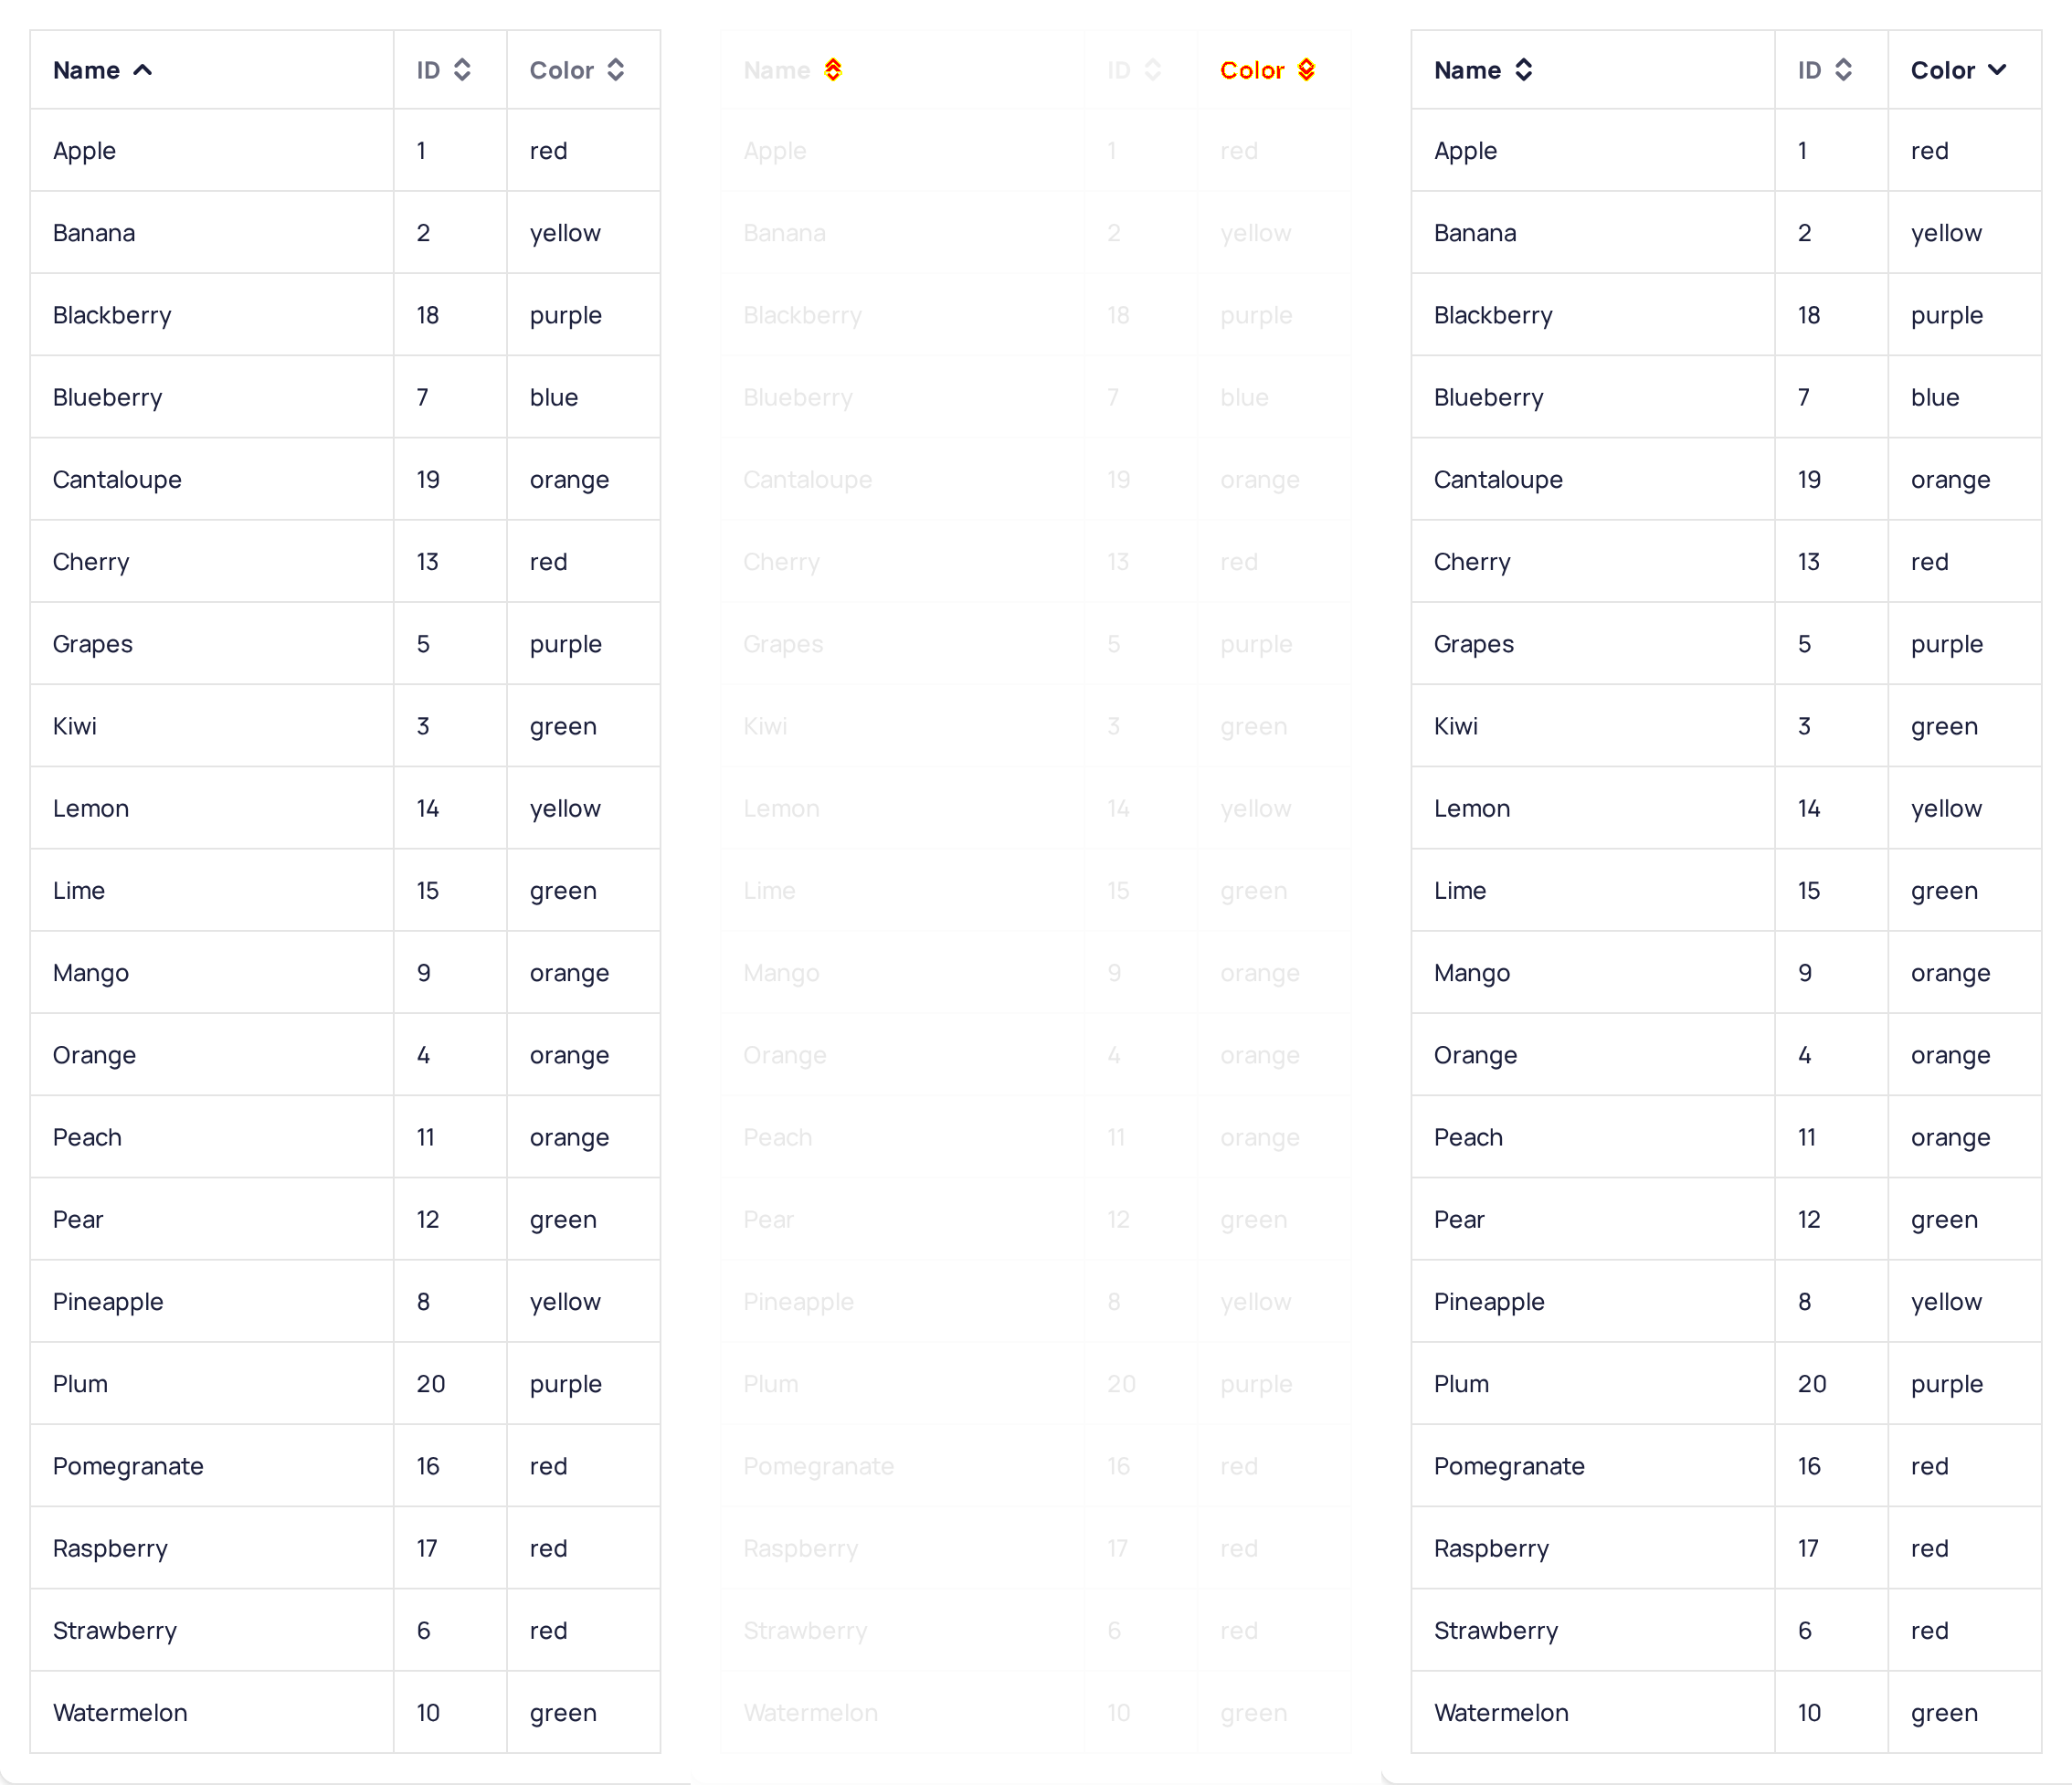 Name ID Color Name ID Color Name ID Color
Apple 1 red Apple 1 red Apple 1 red
Banana 2 yellow Banana 2 yellow Banana 2 yellow
Blackberry 18 purple Blackberry 18 purple Blackberry 18 purple
Blueberry 7 blue Blueberry 7 blue Blueberry 7 blue
Cantaloupe 19 orange Cantaloupe 19 orange Cantaloupe 19 orange
Cherry 13 red Cherry 13 red Cherry 13 red
Grapes 5 purple Grapes 5 purple Grapes 5 purple
Kiwi 3 green Kiwi 3 green Kiwi 3 green
Lemon 14 yellow Lemon 14 yellow Lemon 14 yellow
Lime 15 green Lime 15 green Lime 15 green
Mango 9 orange Mango 9 orange Mango 9 orange
Orange 4 orange Orange 4 orange Orange 4 orange
Peach 11 orange Peach 11 orange Peach 11 orange
Pear 12 green Pear 12 green Pear 12 green
Pineapple 8 yellow Pineapple 8 yellow Pineapple 8 yellow
Plum 20 purple Plum 20 purple Plum 20 purple
Pomegranate 16 red Pomegranate 16 red Pomegranate 16 red
Raspberry 17 red Raspberry 17 red Raspberry 17 red
Strawberry 6 red Strawberry 6 red Strawberry 6 red
Watermelon 10 green Watermelon 10 green Watermelon 10 green